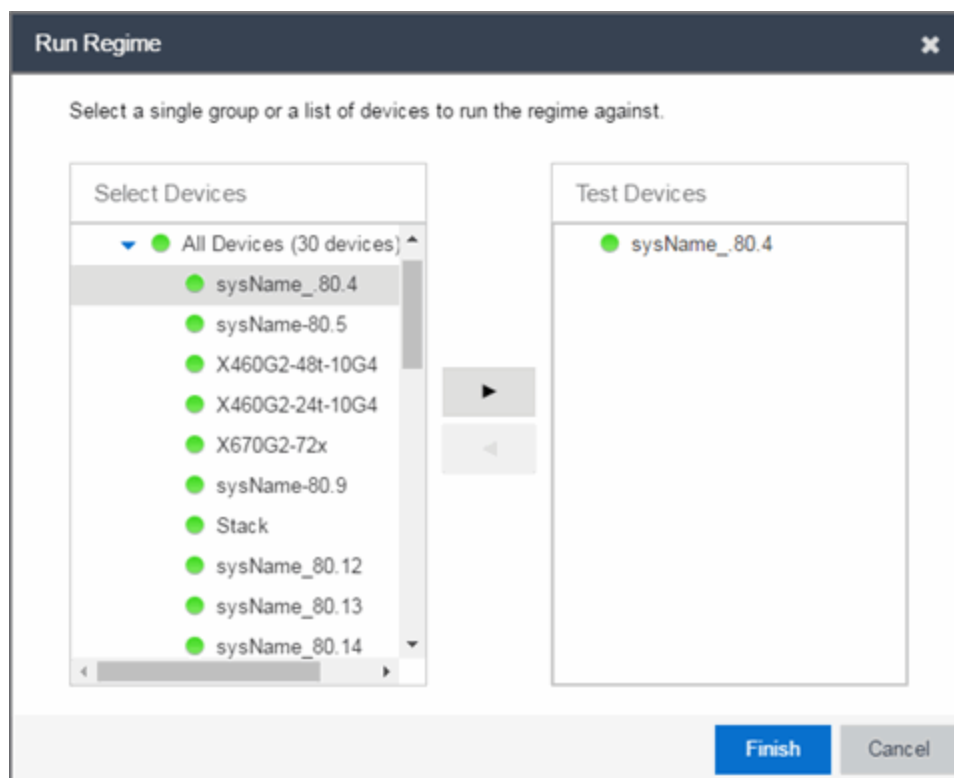 Run Regime
Select a single group or a list of devices to run the regime against.
Select Devices
All Devices (30 devices)
sysName_.80.4
sysName-80.5
X460G2-48t-10G4
X460G2-24t-10G4
X670G2-72x
sysName-80.9
Stack
sysName_80.12
sysName_80.13
sysName_80.14
Test Devices
sysName_.80.4
Finish
Cancel